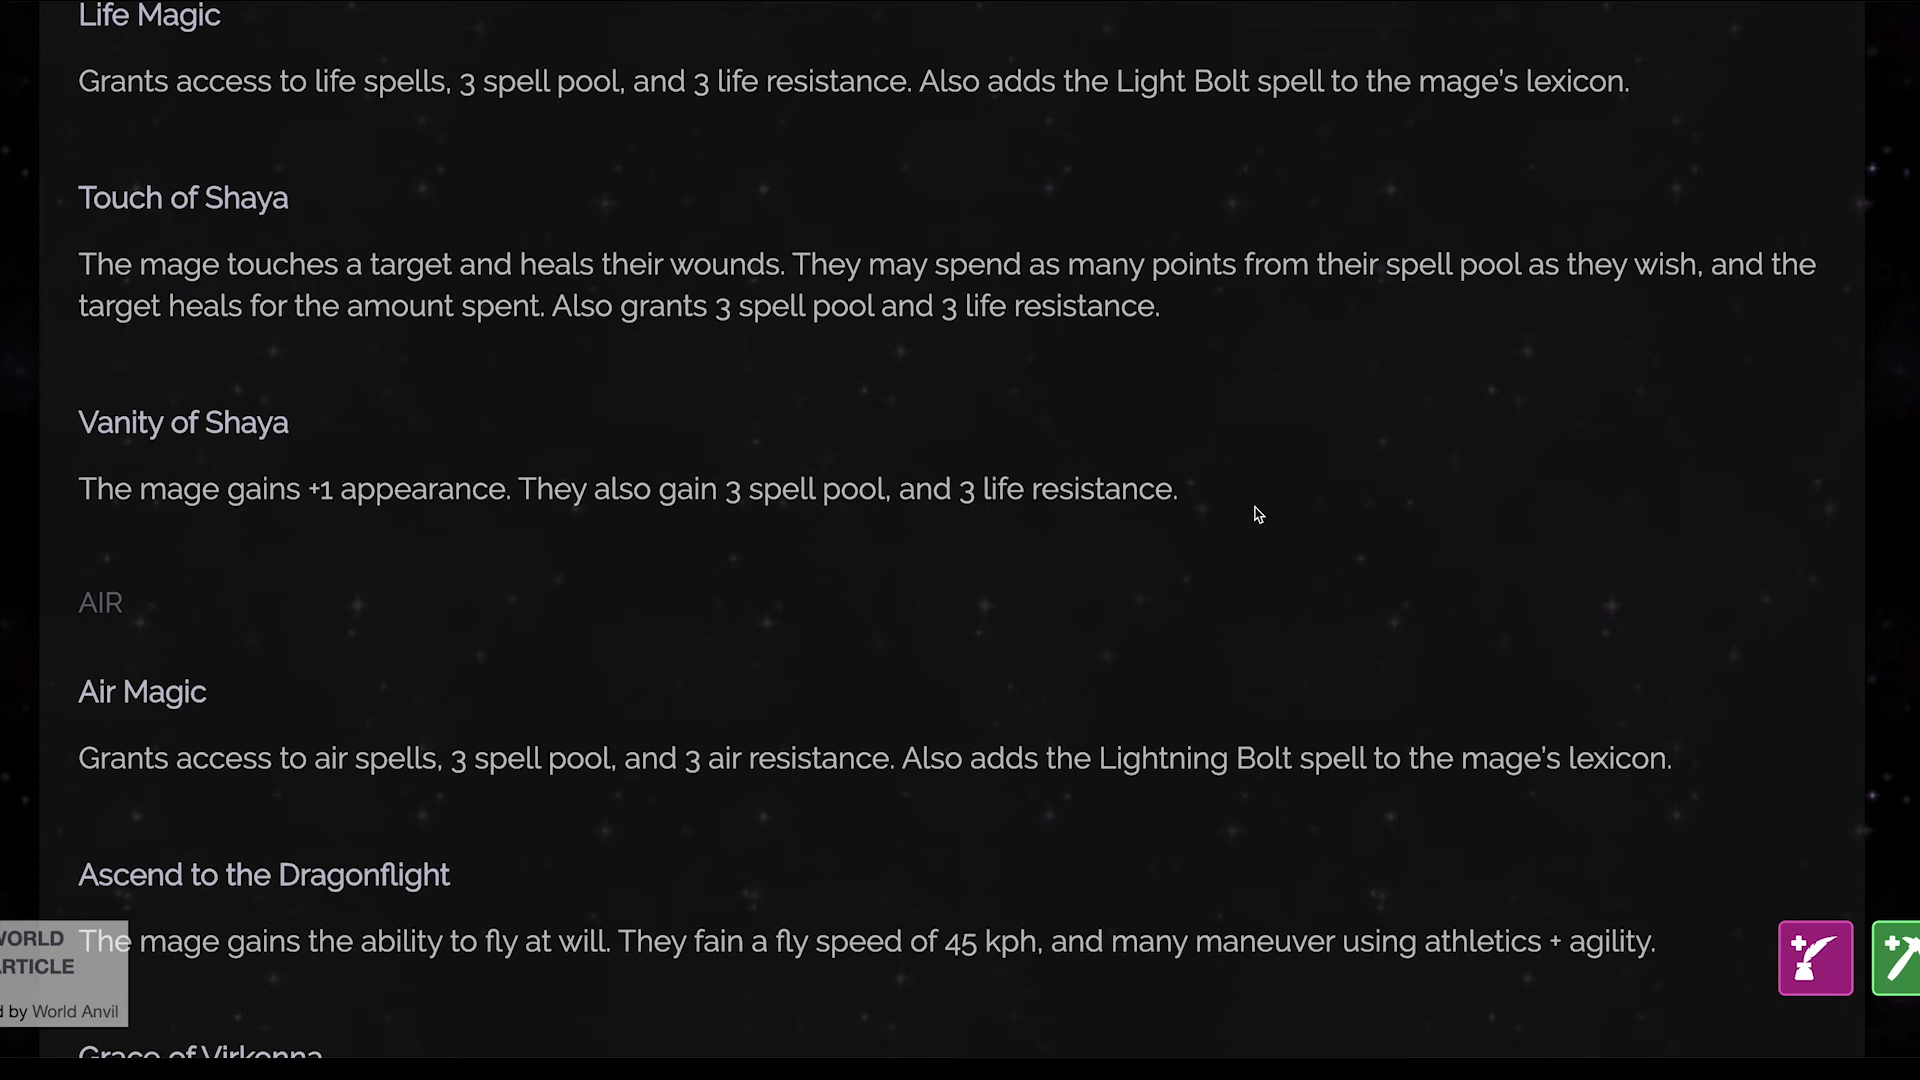 Life Magic
Grants access to life spells, 3 spell pool, and 3 life resistance. Also adds the Light Bolt spell to the mage’s lexicon.
Touch of Shaya
The mage touches a target and heals their wounds. They may spend as many points from their spell pool as they wish, and the
target heals for the amount spent. Also grants 3 spell pool and 3 life resistance.
Vanity of Shaya
The mage gains +1 appearance. They also gain 3 spell pool, and 3 life resistance.
AIR
Air Magic
Grants access to air spells, 3 spell pool, and 3 air resistance. Also adds the Lightning Bolt spell to the mage’s lexicon.
Ascend to the Dragonflight
The mage gains the ability to fly at will. They fain a fly speed of 45 kph, and many maneuver using athletics + agility.
WORLD
ARTICLE
d by World Anvil
Grace of Virkonna